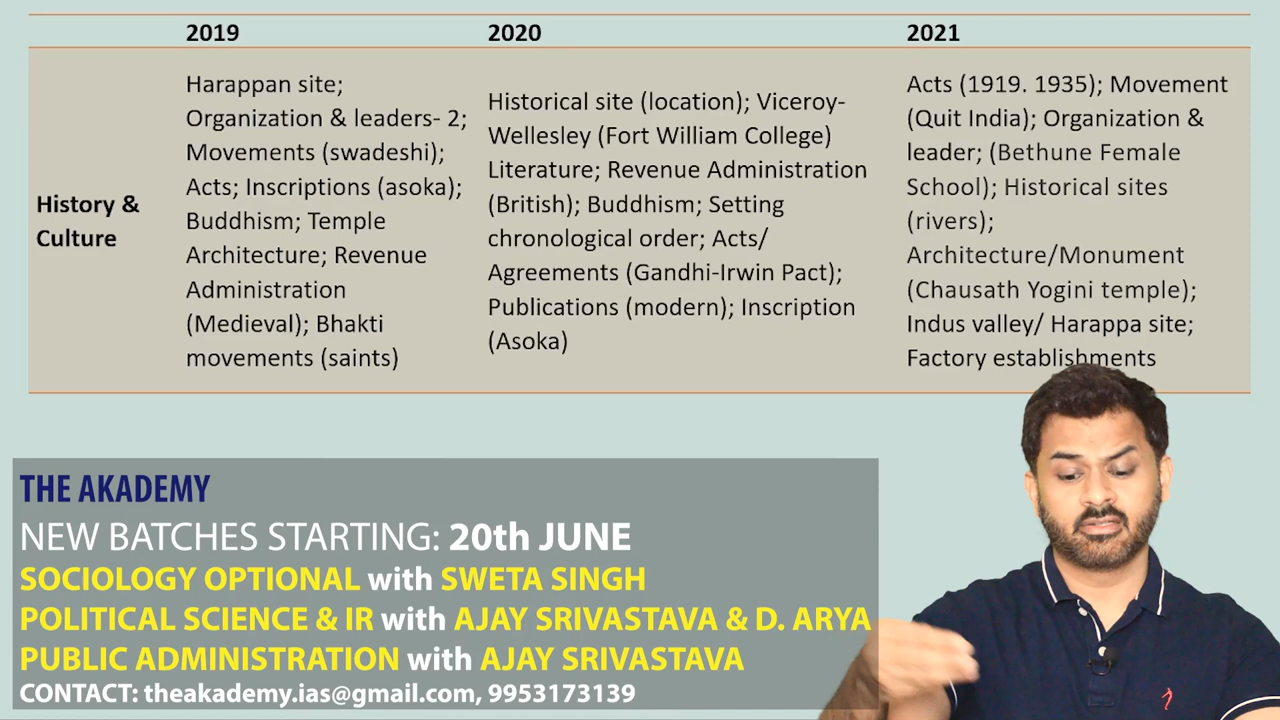 2019 2020 2021
History &
Culture
Harappan site;
Organization & leaders- 2;
Movements (swadeshi);
Acts; Inscriptions (asoka);
Buddhism; Temple
Architecture; Revenue
Administration
(Medieval); Bhakti
movements (saints)
Historical site (location); Viceroy-
Wellesley (Fort William College)
Literature; Revenue Administration
(British); Buddhism; Setting
chronological order; Acts/
Agreements (Gandhi-Irwin Pact);
Publications (modern); Inscription
(Asoka)
Acts (1919. 1935); Movement
(Quit India); Organization &
leader; (Bethune Female
School); Historical sites
(rivers);
Architecture/Monument
(Chausath Yogini temple);
Indus valley/ Harappa site;
Factory establishments
THE AKADEMY
NEW BATCHES STARTING: 20th JUNE
SOCIOLOGY OPTIONAL with SWETA SINGH
POLITICAL SCIENCE & IR with AJAY SRIVASTAVA & D. ARYA
PUBLIC ADMINISTRATION with AJAY SRIVASTAVA
CONTACT: theakademy.ias@gmail.com, 9953173139